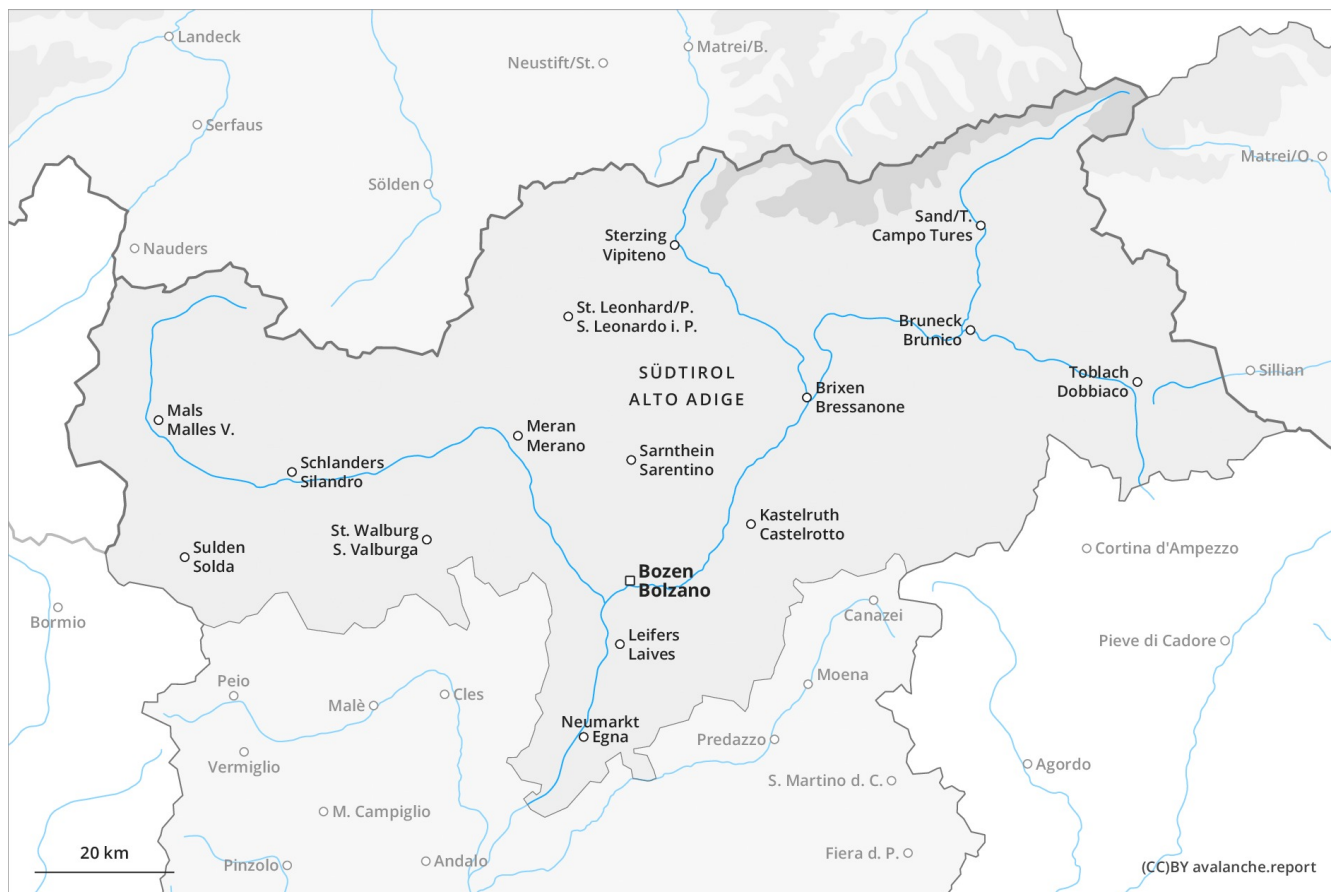 Landeck
Matrei/B.
Neustift/St.
Serfaus
Matrei/O.
Sölden
Sand/T.
Campo Tures
Nauders
Sterzing
Vipiteno
St. Leonhard/P.
S. Leonardo i. P.
Bruneck
Brunico
SÜDTIROL
ALTO ADIGE
Toblach
Dobbiaco
Sillian
Brixen
Bressanone
Mals
Malles V.
Meran
Merano
Sarnthein
Sarentino
Schlanders
Silandro
Kastelruth
Castelrotto
St. Walburg
S. Valburga
Sulden
Solda
Cortina d'Ampezzo
Bozen
Bolzano
Bormio
Canazei
Leifers
Laives
Pieve di Cadore
Moena
Peio
Cles
Malè
Neumarkt
Egna
Predazzo
Vermiglio
Agordo
S. Martino d. C.
M. Campiglio
20 km
Pinzolo
Andalo
Fiera d. P.
(CC)BY avalanche.report